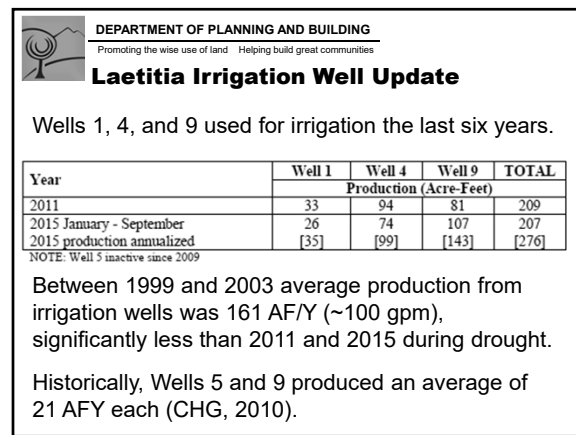 DEPARTMENT OF PLANNING AND BUILDING
Promoting the wise use of land Helping build great communities
Laetitia Irrigation Well Update
Wells 1, 4, and 9 used for irrigation the last six years.
Year Well 1 Well 4 Well 9 TOTAL
Production (Acre-Feet)
2011 33 94 81 209
2015 January - September 26 74 107 207
2015 production annualized [35] [99] [143] [276]
NOTE: Well 5 inactive since 2009
Between 1999 and 2003 average production from
irrigation wells was 161 AF/Y (~100 gpm),
significantly less than 2011 and 2015 during drought.
Historically, Wells 5 and 9 produced an average of
21 AFY each (CHG, 2010).